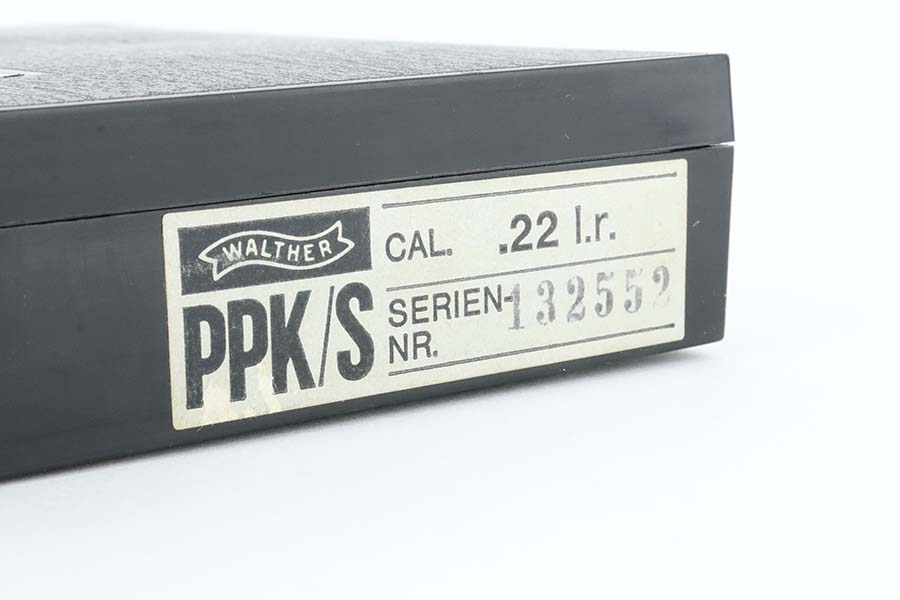 WALTHER
PPK/S
CAL. .22 l.r.
SERIEN-
NR. 132552